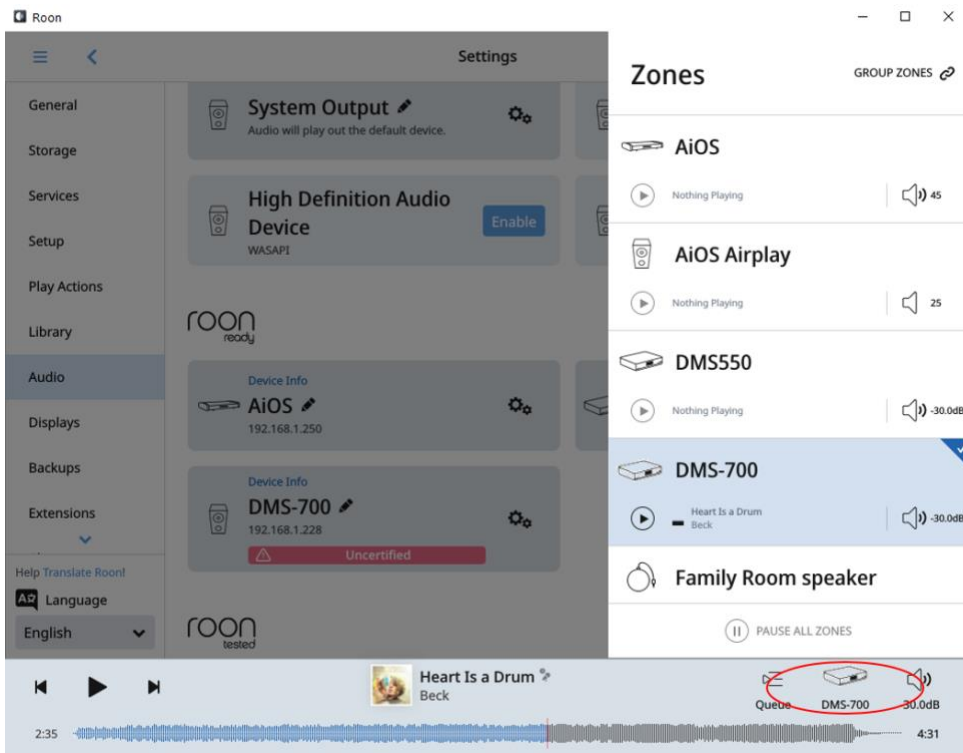 Roon
Settings
General
Storage
Services
Setup
Play Actions
Library
Audio
Displays
Backups
Extensions
Help Translate Roon!
Language
English
System Output
Audio will play out the default device.
High Definition Audio
Device
WASAPI
Enable
roon
ready
Device Info
AiOS
192.168.1.250
Device Info
DMS-700
192.168.1.228
Uncertified
roon
tested
Zones
GROUP ZONES
AiOS
Nothing Playing
45
AiOS Airplay
Nothing Playing
25
DMS550
Nothing Playing
-30.0dB
DMS-700
Heart Is a Drum
Beck
-30.0dB
Family Room speaker
PAUSE ALL ZONES
Heart Is a Drum
Beck
Queue
DMS-700
30.0dB
2:35
4:31